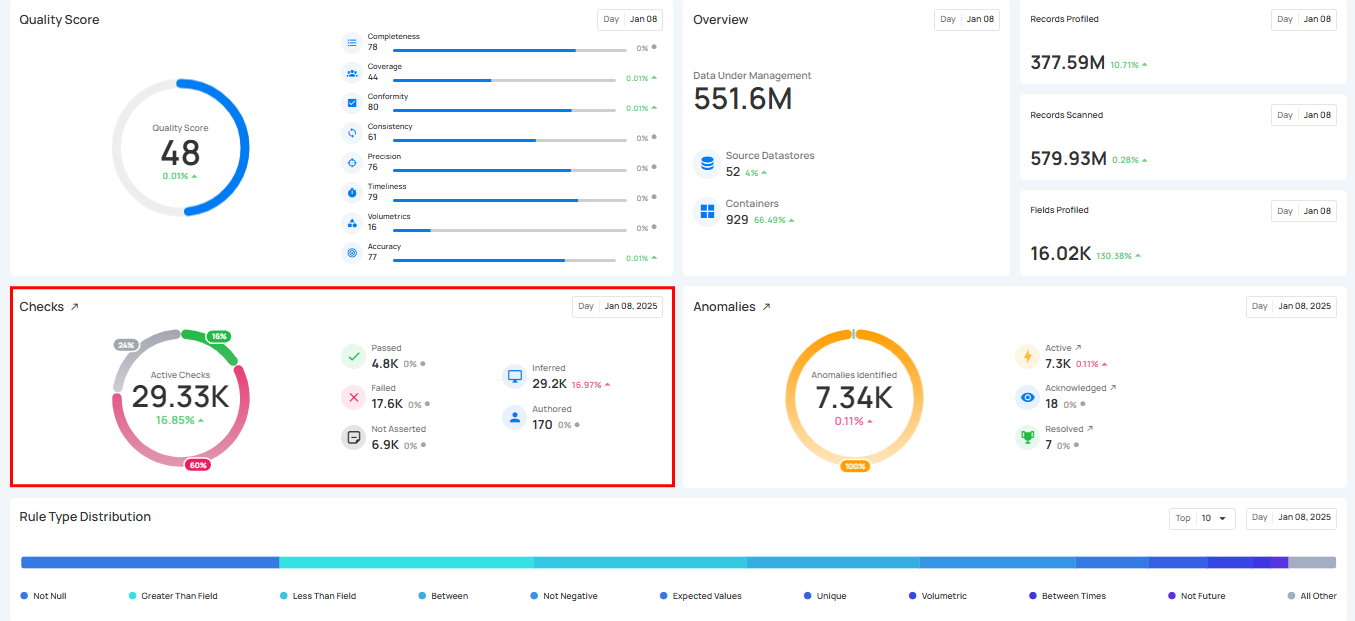 Quality Score
Day Jan 08
Quality Score
48
0.01%
Completeness
78
0%
Coverage
44
0.01%
Conformity
80
0.01%
Consistency
61
0%
Precision
76
0%
Timeliness
79
0%
Volumetrics
16
0%
Accuracy
77
0.01%
Overview
Day Jan 08
Data Under Management
551.6M
Source Datastores
52 4%
Containers
929 66.49%
Records Profiled
Day Jan 08
377.59M 10.71%
Records Scanned
Day Jan 08
579.93M 0.28%
Fields Profiled
Day Jan 08
16.02K 130.38%
Checks
Day Jan 08, 2025
24%
16%
Active Checks
29.33K
16.85%
60%
Passed
4.8K 0%
Failed
17.6K 0%
Not Asserted
6.9K 0%
Inferred
29.2K 16.97%
Authored
170 0%
Anomalies
Day Jan 08, 2025
Anomalies Identified
7.34K
0.11%
100%
Active
7.3K 0.11%
Acknowledged
18 0%
Resolved
7 0%
Rule Type Distribution
Top 10
Day Jan 08, 2025
Not Null Greater Than Field Less Than Field Between Not Negative Expected Values Unique Volumetric Between Times Not Future All Other